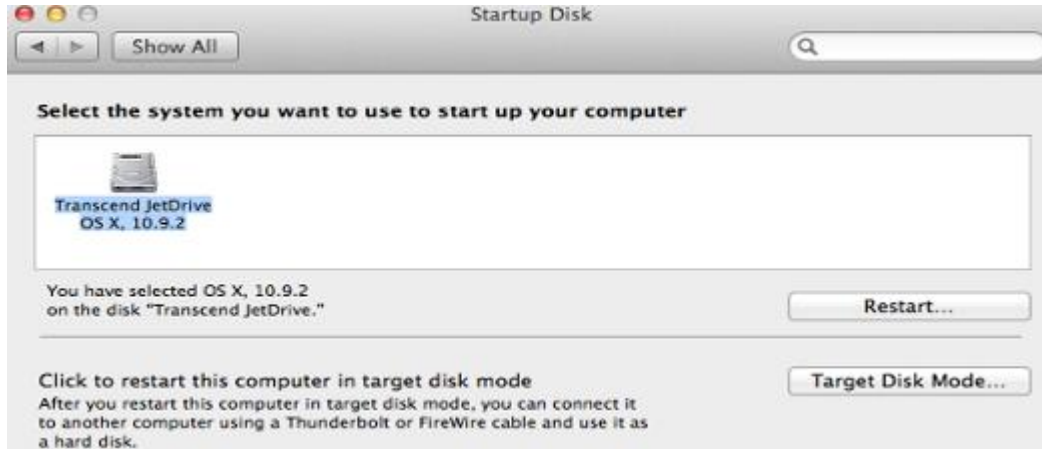 Startup Disk
Show All
Select the system you want to use to start up your computer
Transcend JetDrive
OS X, 10.9.2
You have selected OS X, 10.9.2
on the disk "Transcend JetDrive."
Restart...
Click to restart this computer in target disk mode
Target Disk Mode...
After you restart this computer in target disk mode, you can connect it
to another computer using a Thunderbolt or FireWire cable and use it as
a hard disk.